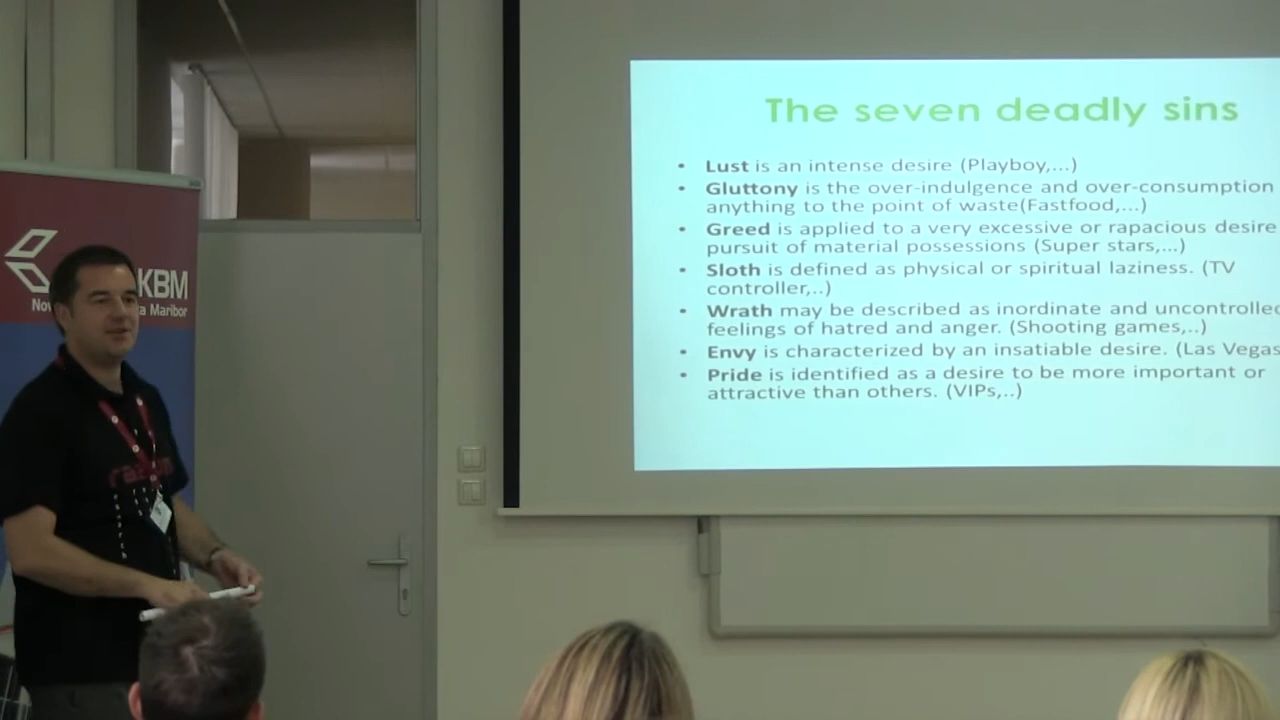 The seven deadly sins
• Lust is an intense desire (Playboy,...)
• Gluttony is the over-indulgence and over-consumption
anything to the point of waste(Fastfood,...)
• Greed is applied to a very excessive or rapacious desire
pursuit of material possessions (Super stars,...)
• Sloth is defined as physical or spiritual laziness. (TV
controller,..)
• Wrath may be described as inordinate and uncontrolled
feelings of hatred and anger. (Shooting games,..)
• Envy is characterized by an insatiable desire. (Las Vegas
• Pride is identified as a desire to be more important or
attractive than others. (VIPs,..)
KBM
Nov
a Maribor